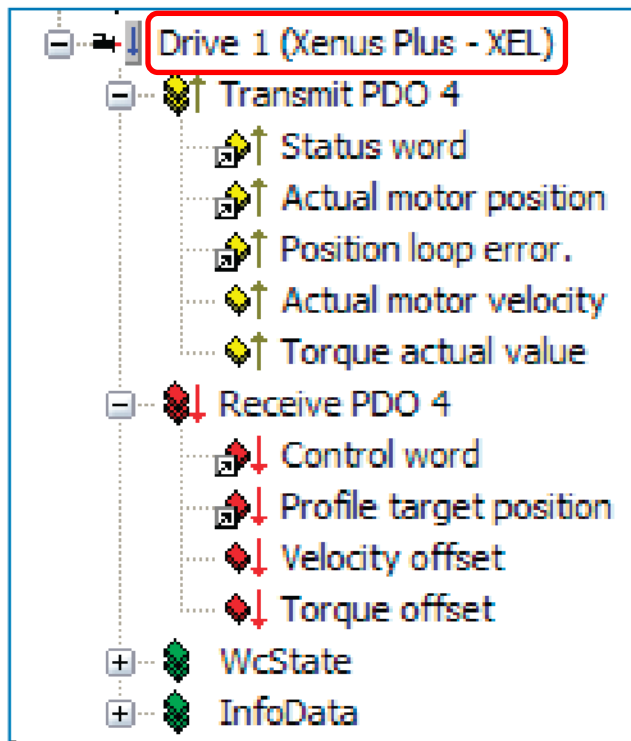 Drive 1 (Xenus Plus - XEL)
Transmit PDO 4
Status word
Actual motor position
Position loop error.
Actual motor velocity
Torque actual value
Receive PDO 4
Control word
Profile target position
Velocity offset
Torque offset
WcState
InfoData